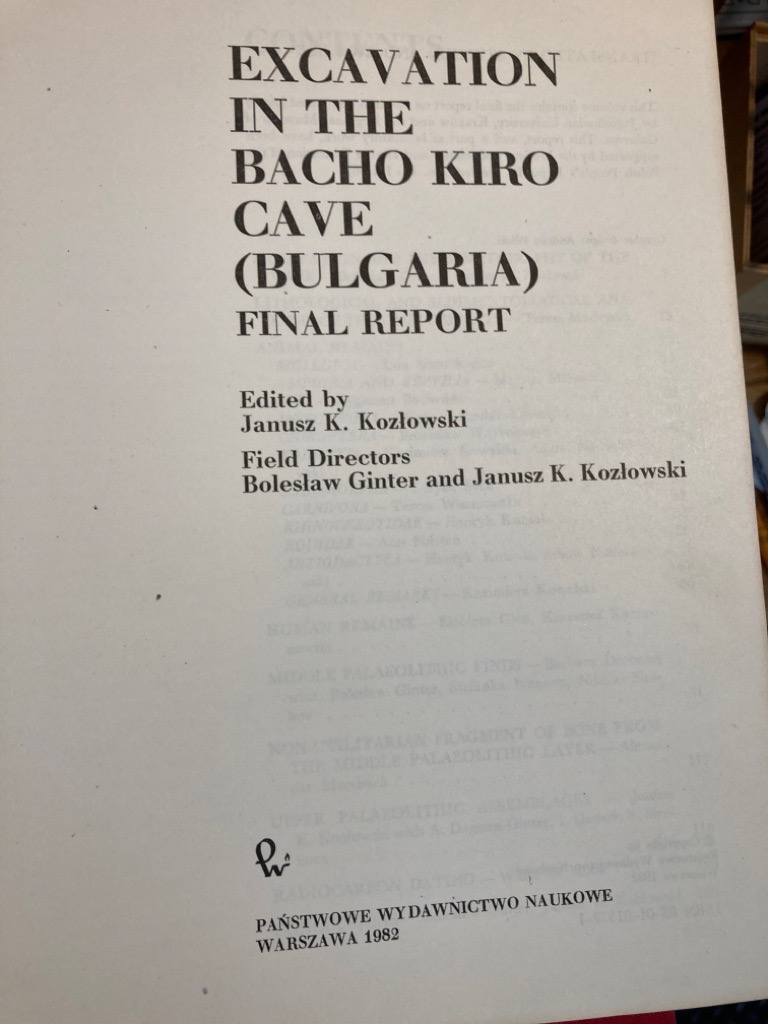 EXCAVATION
IN THE
BACHO KIRO
CAVE
(BULGARIA)
FINAL REPORT
Edited by
Janusz K. Kozłowski
Field Directors
Bolesław Ginter and Janusz K. Kozłowski
PAŃSTWOWE WYDAWNICTWO NAUKOWE
WARSZAWA 1982